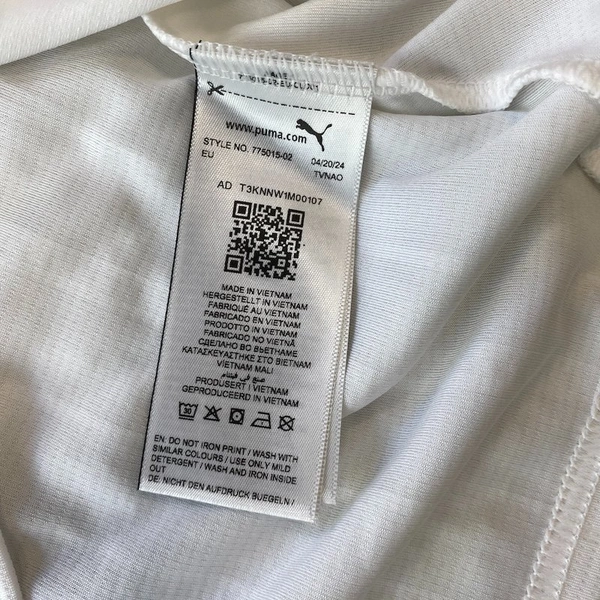 www.puma.com
STYLE NO. 775015-02 04/20/24
EU TVNAO
AD T3KNNW1M00107
MADE IN VIETNAM
HERGESTELLT IN VIETNAM
FABRIQUÉ AU VIETNAM
FABRICADO EN VIETNAM
PRODOTTO IN VIETNAM
FABRICADO NO VIETNÃ
СДЕЛАНО ВО ВЬЕТНАМЕ
ΚΑΤΑΣΚΕΥΑΣΤΗΚΕ ΣΤΟ ΒΙΕΤΝΑΜ
VİETNAM MALI
صنع في فيتنام
PRODUSERT I VIETNAM
GEPRODUCEERD IN VIETNAM
30
EN: DO NOT IRON PRINT / WASH WITH
SIMILAR COLOURS / USE ONLY MILD
DETERGENT / WASH AND IRON INSIDE
OUT
DE: NICHT DEN AUFDRUCK BUEGELN /